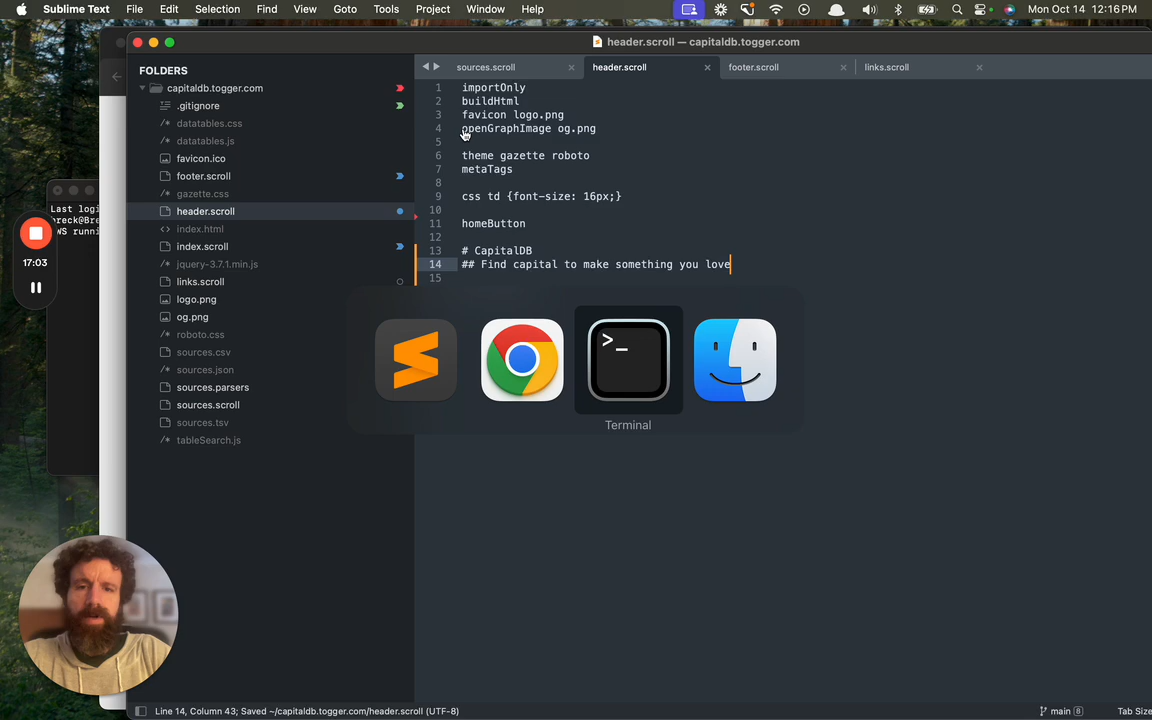 Sublime Text File Edit Selection Find View Goto Tools Project Window Help Mon Oct 14 12:16 PM
header.scroll — capitaldb.togger.com
FOLDERS
capitaldb.togger.com
.gitignore
datatables.css
datatables.js
favicon.ico
footer.scroll
gazette.css
header.scroll
index.html
index.scroll
jquery-3.7.1.min.js
links.scroll
logo.png
og.png
roboto.css
sources.csv
sources.json
sources.parsers
sources.scroll
sources.tsv
tableSearch.js
sources.scroll header.scroll footer.scroll links.scroll
1 importOnly
2 buildHtml
3 favicon logo.png
4 openGraphImage og.png
5
6 theme gazette roboto
7 metaTags
8
9 css td {font-size: 16px;}
10
11 homeButton
12
13 # CapitalDB
14 ## Find capital to make something you love
15
Last logi
breck@Bre
WS runni
17:03
>_
Terminal
Line 14, Column 43; Saved ~/capitaldb.togger.com/header.scroll (UTF-8) main 8 Tab Size